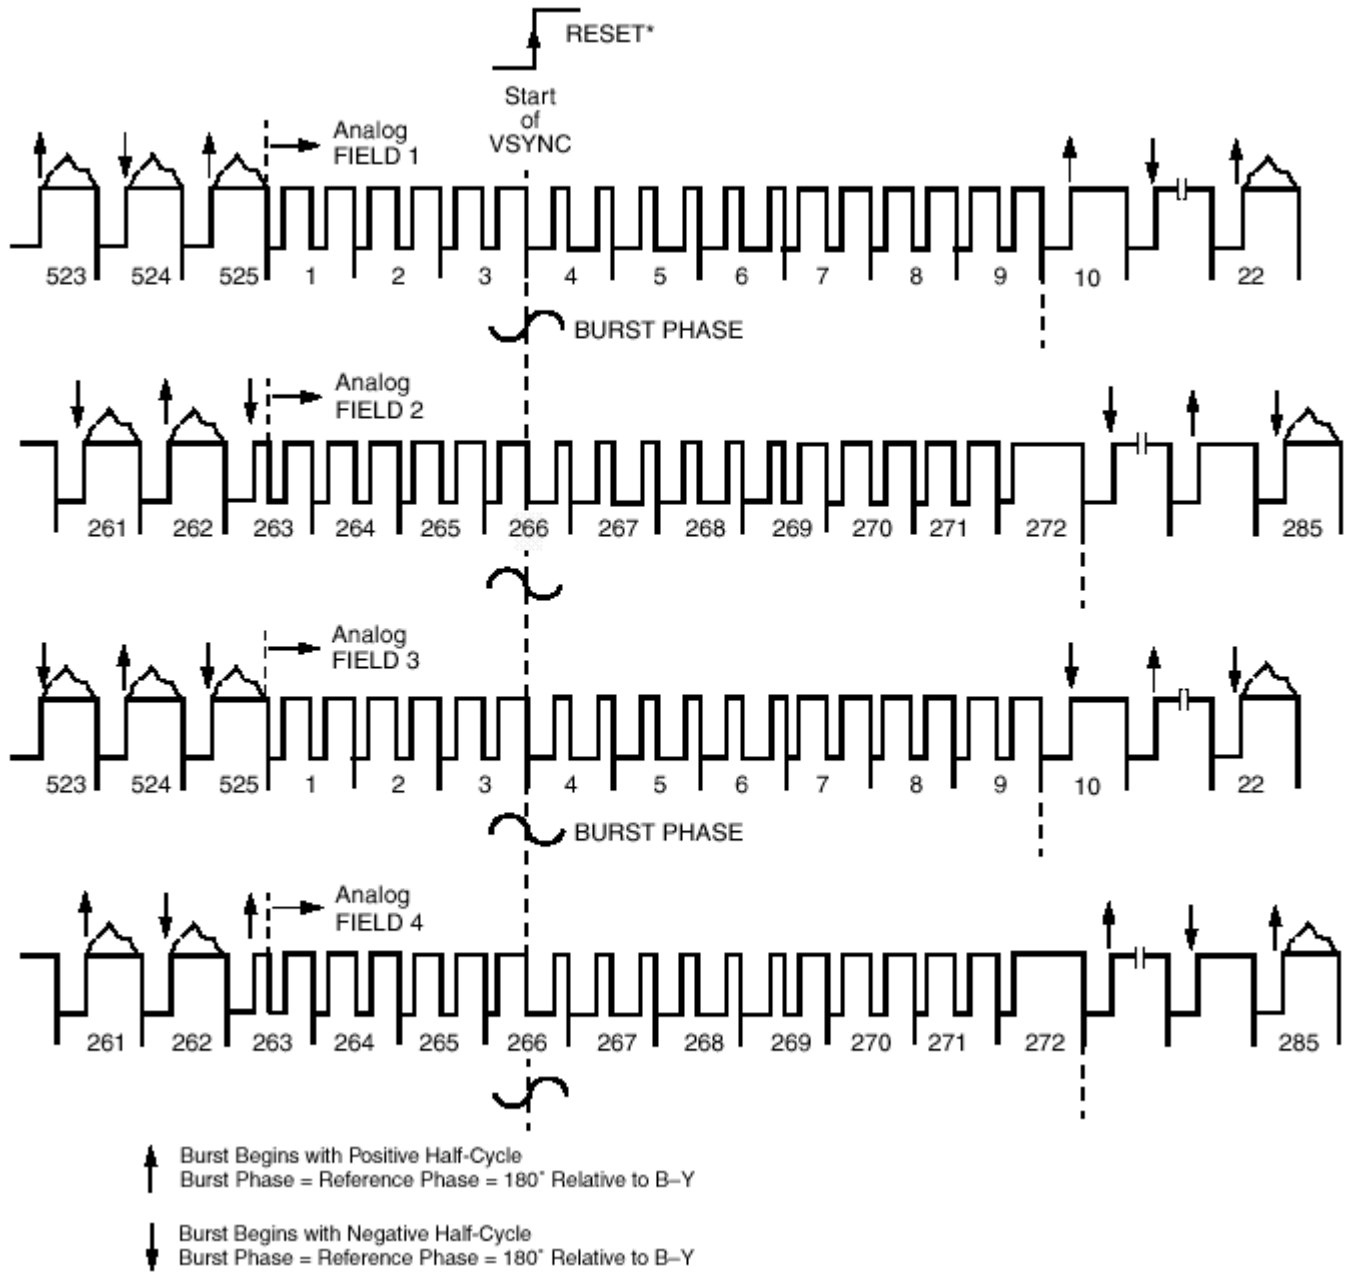 RESET*
Start
of
VSYNC
Analog
FIELD 1
523 524 525 1 2 3 4 5 6 7 8 9 10 22
BURST PHASE
Analog
FIELD 2
261 262 263 264 265 266 267 268 269 270 271 272 285
Analog
FIELD 3
523 524 525 1 2 3 4 5 6 7 8 9 10 22
BURST PHASE
Analog
FIELD 4
261 262 263 264 265 266 267 268 269 270 271 272 285
Burst Begins with Positive Half-Cycle
Burst Phase = Reference Phase = 180° Relative to B–Y
Burst Begins with Negative Half-Cycle
Burst Phase = Reference Phase = 180° Relative to B–Y